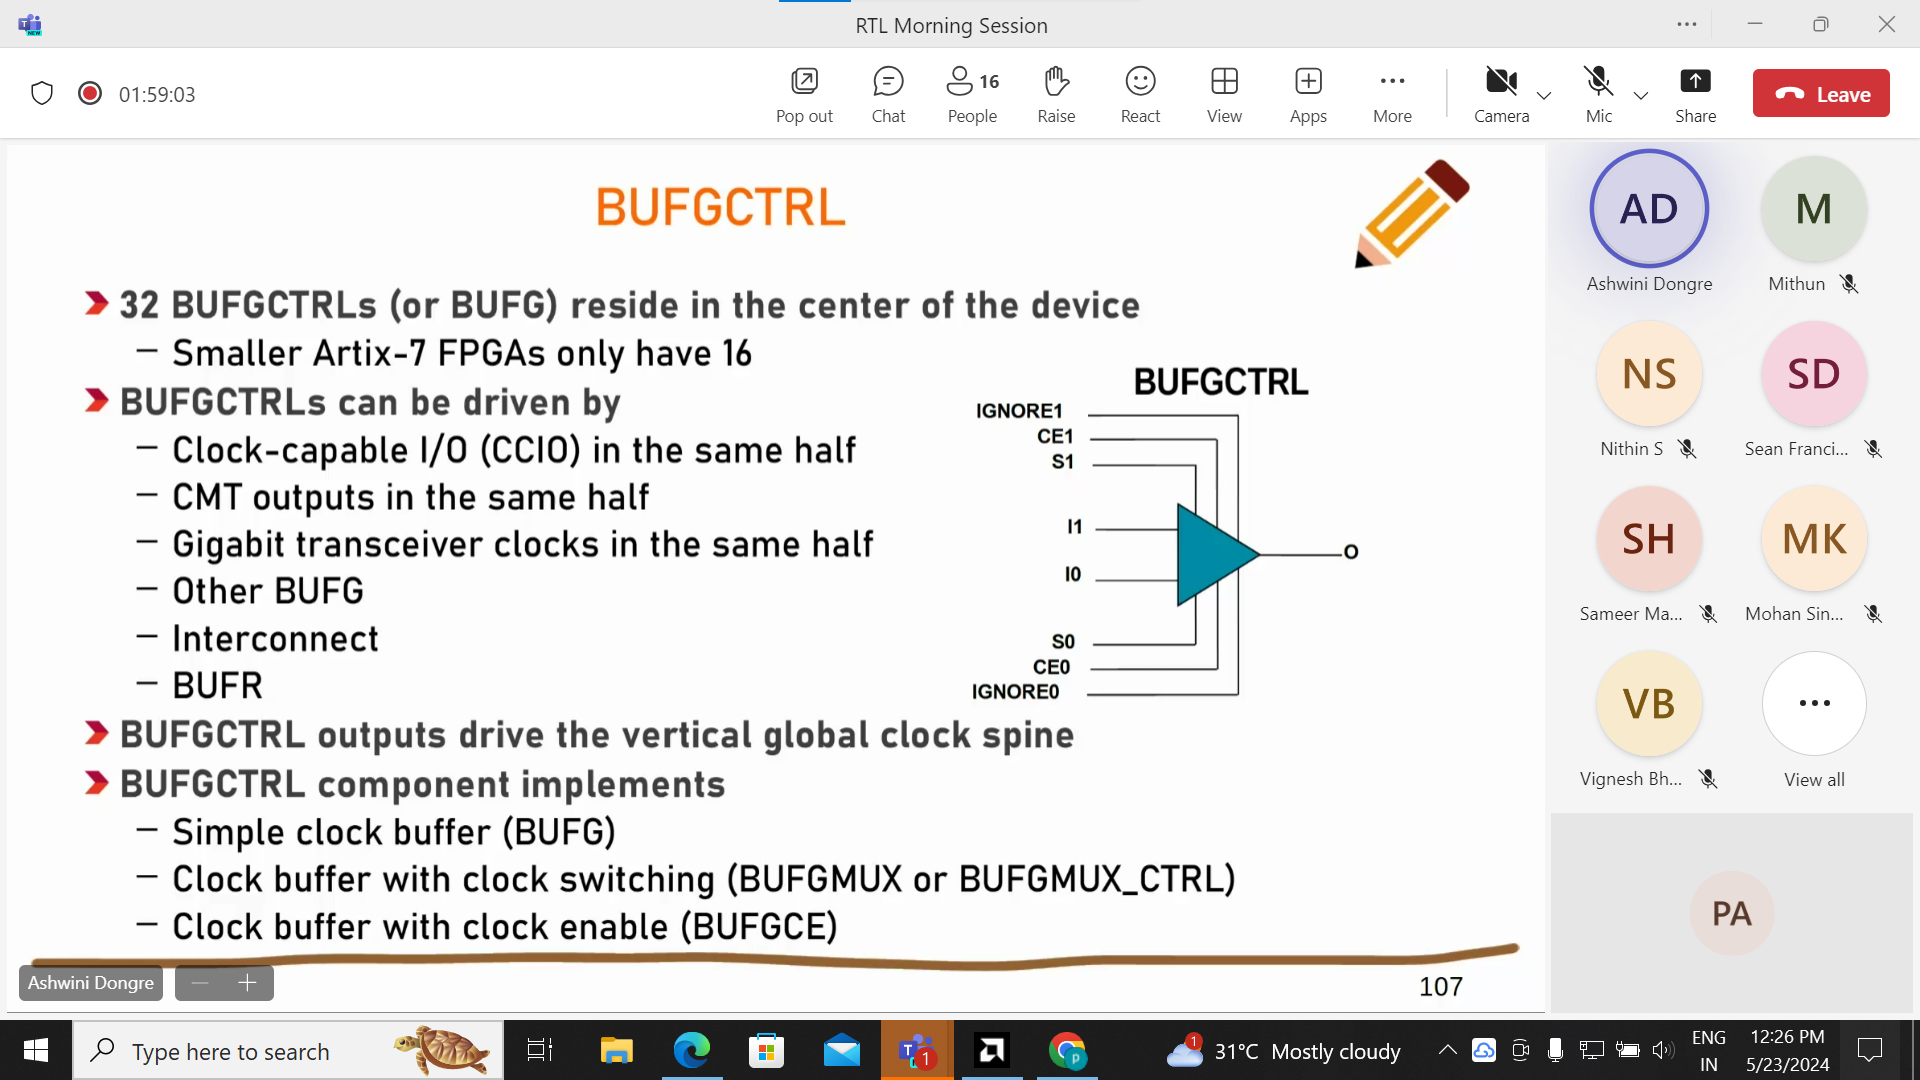 RTL Morning Session
NEW
01:59:03
Pop out
Chat
16
People
Raise
React
View
Apps
More
Camera
Mic
Share
Leave
BUFGCTRL
32 BUFGCTRLs (or BUFG) reside in the center of the device
– Smaller Artix-7 FPGAs only have 16
BUFGCTRLs can be driven by
– Clock-capable I/O (CCIO) in the same half
– CMT outputs in the same half
– Gigabit transceiver clocks in the same half
– Other BUFG
– Interconnect
– BUFR
BUFGCTRL outputs drive the vertical global clock spine
BUFGCTRL component implements
– Simple clock buffer (BUFG)
– Clock buffer with clock switching (BUFGMUX or BUFGMUX_CTRL)
– Clock buffer with clock enable (BUFGCE)
BUFGCTRL
IGNORE1
CE1
S1
I1
I0
O
S0
CE0
IGNORE0
107
Ashwini Dongre
AD
Ashwini Dongre
M
Mithun
NS
Nithin S
SD
Sean Franci...
SH
Sameer Ma...
MK
Mohan Sin...
VB
Vignesh Bh...
View all
PA
Type here to search
1
p
1
31°C Mostly cloudy
ENG
IN
12:26 PM
5/23/2024